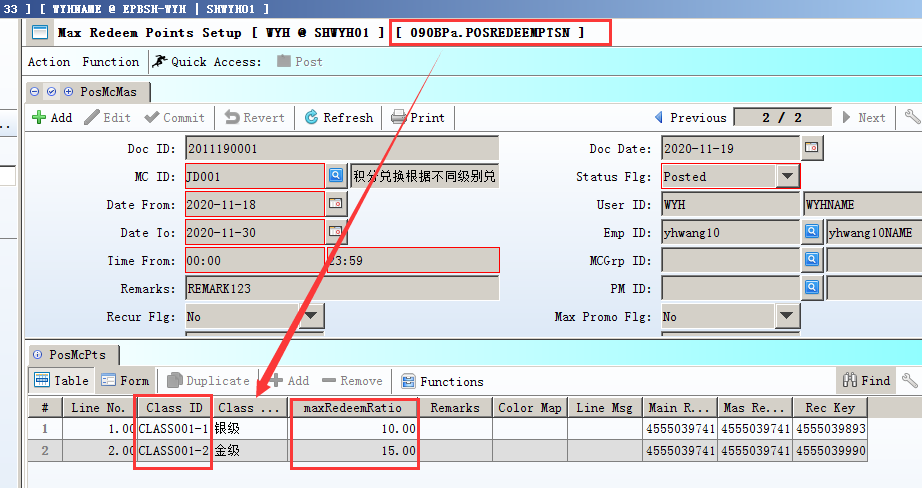 33 ] [ WYHNAME @ EPBSH-WYH | SHWYH01 ]
Max Redeem Points Setup [ WYH @ SHWYH01 ] [ 090BPa.POSREDEEMPTSN ]
Action Function Quick Access: Post
PosMcMas
Add Edit Commit Revert Refresh Print Previous 2 / 2 Next
Doc ID: 2011190001 Doc Date: 2020-11-19
MC ID: JD001 积分兑换根据不同级别兑 Status Flg: Posted
Date From: 2020-11-18 User ID: WYH WYHNAME
Date To: 2020-11-30 Emp ID: yhwang10 yhwang10NAME
Time From: 00:00 23:59 MCGrp ID:
Remarks: REMARK123 PM ID:
Recur Flg: No Max Promo Flg: No
PosMcPts
Table Form Duplicate Add Remove Functions Find
# Line No. Class ID Class ... maxRedeemRatio Remarks Color Map Line Msg Main R... Mas Re... Rec Key
1 1.00 CLASS001-1 银级 10.00 4555039741 4555039741 4555039893
2 2.00 CLASS001-2 金级 15.00 4555039741 4555039741 4555039990